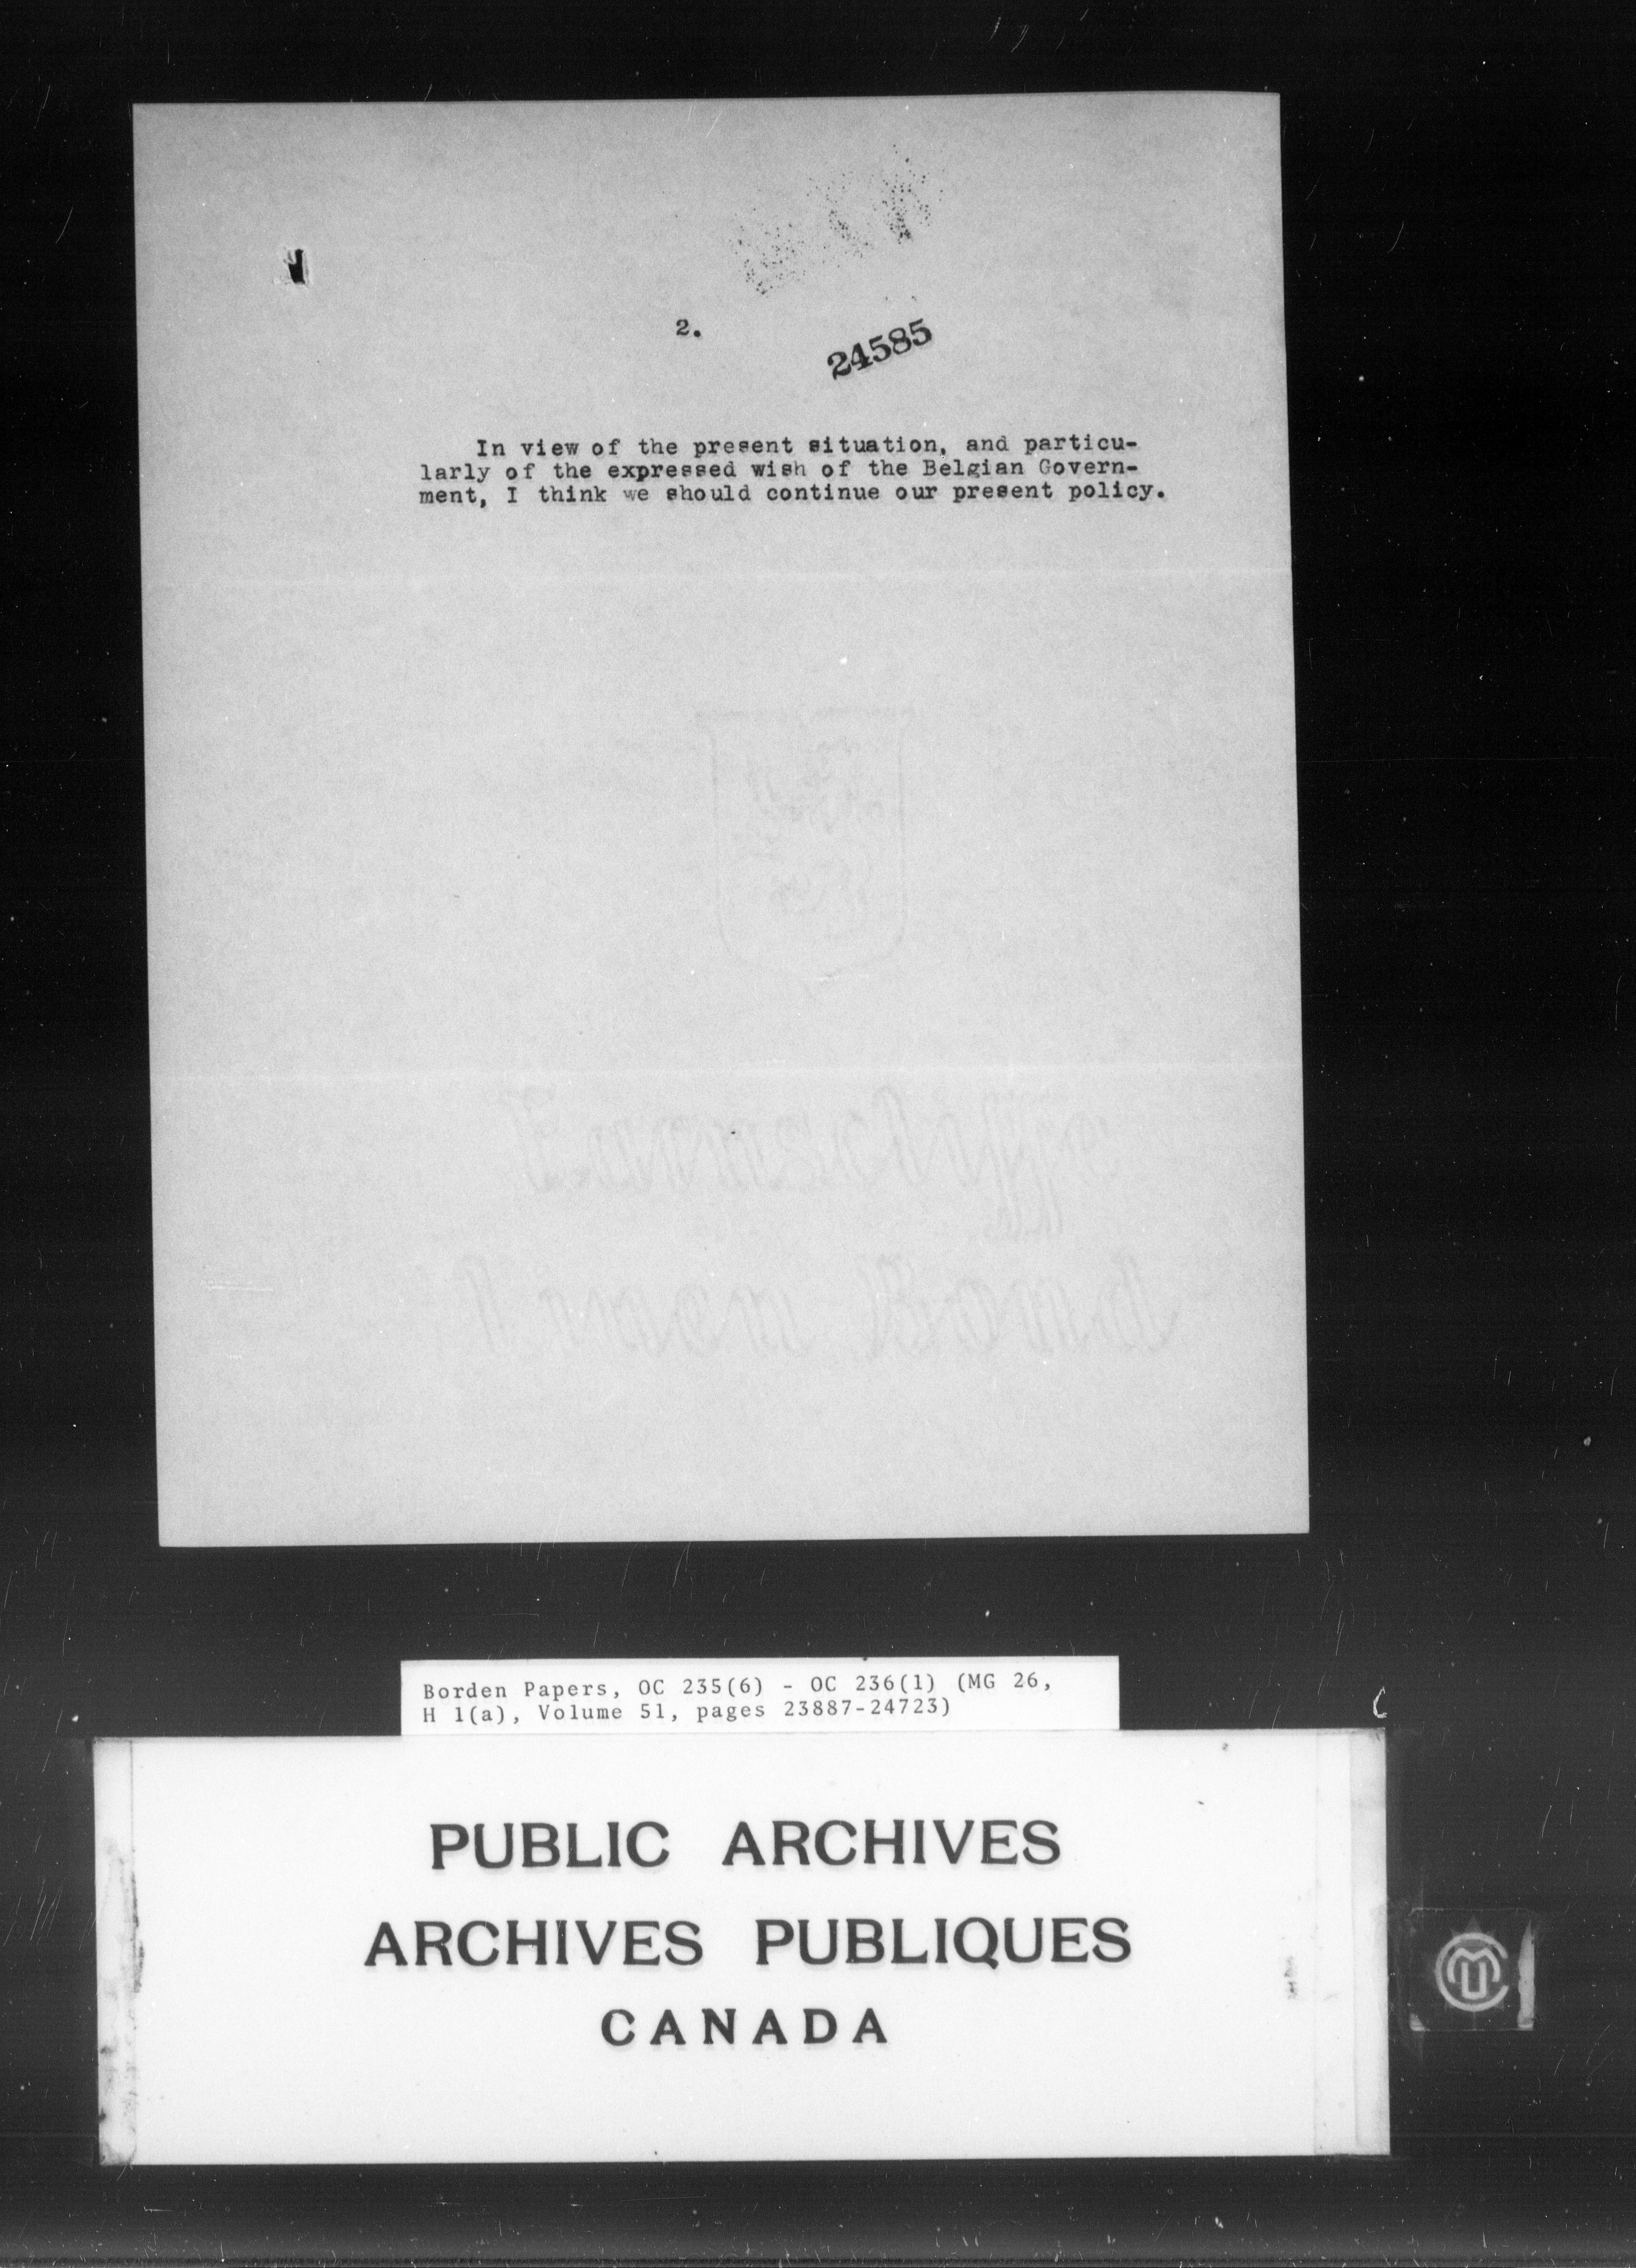 2.
24585
In view of the present situation, and particu-
larly of the expressed wish of the Belgian Govern-
ment, I think we should continue our present policy.
Borden Papers, OC 235(6) - OC 236(1) (MG 26,
H 1(a), Volume 51, pages 23887-24723)
PUBLIC ARCHIVES
ARCHIVES PUBLIQUES
CANADA